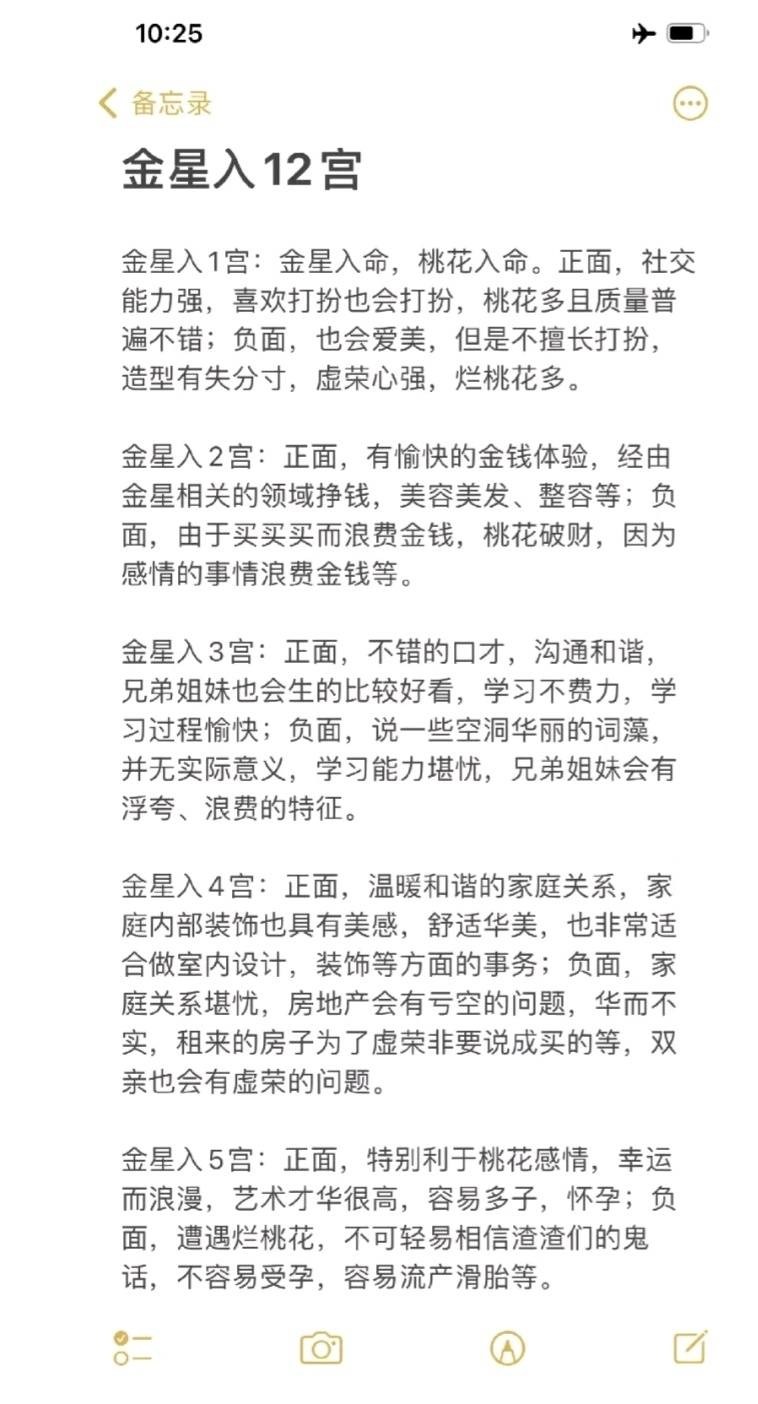 10:25
备忘录
金星入12宫
金星入1宫：金星入命，桃花入命。正面，社交
能力强，喜欢打扮也会打扮，桃花多且质量普
遍不错；负面，也会爱美，但是不擅长打扮，
造型有失分寸，虚荣心强，烂桃花多。
金星入2宫：正面，有愉快的金钱体验，经由
金星相关的领域挣钱，美容美发、整容等；负
面，由于买买买而浪费金钱，桃花破财，因为
感情的事情浪费金钱等。
金星入3宫：正面，不错的口才，沟通和谐，
兄弟姐妹也会生的比较好看，学习不费力，学
习过程愉快；负面，说一些空洞华丽的词藻，
并无实际意义，学习能力堪忧，兄弟姐妹会有
浮夸、浪费的特征。
金星入4宫：正面，温暖和谐的家庭关系，家
庭内部装饰也具有美感，舒适华美，也非常适
合做室内设计，装饰等方面的事务；负面，家
庭关系堪忧，房地产会有亏空的问题，华而不
实，租来的房子为了虚荣非要说成买的等，双
亲也会有虚荣的问题。
金星入5宫：正面，特别利于桃花感情，幸运
而浪漫，艺术才华很高，容易多子，怀孕；负
面，遭遇烂桃花，不可轻易相信渣渣们的鬼
话，不容易受孕，容易流产滑胎等。